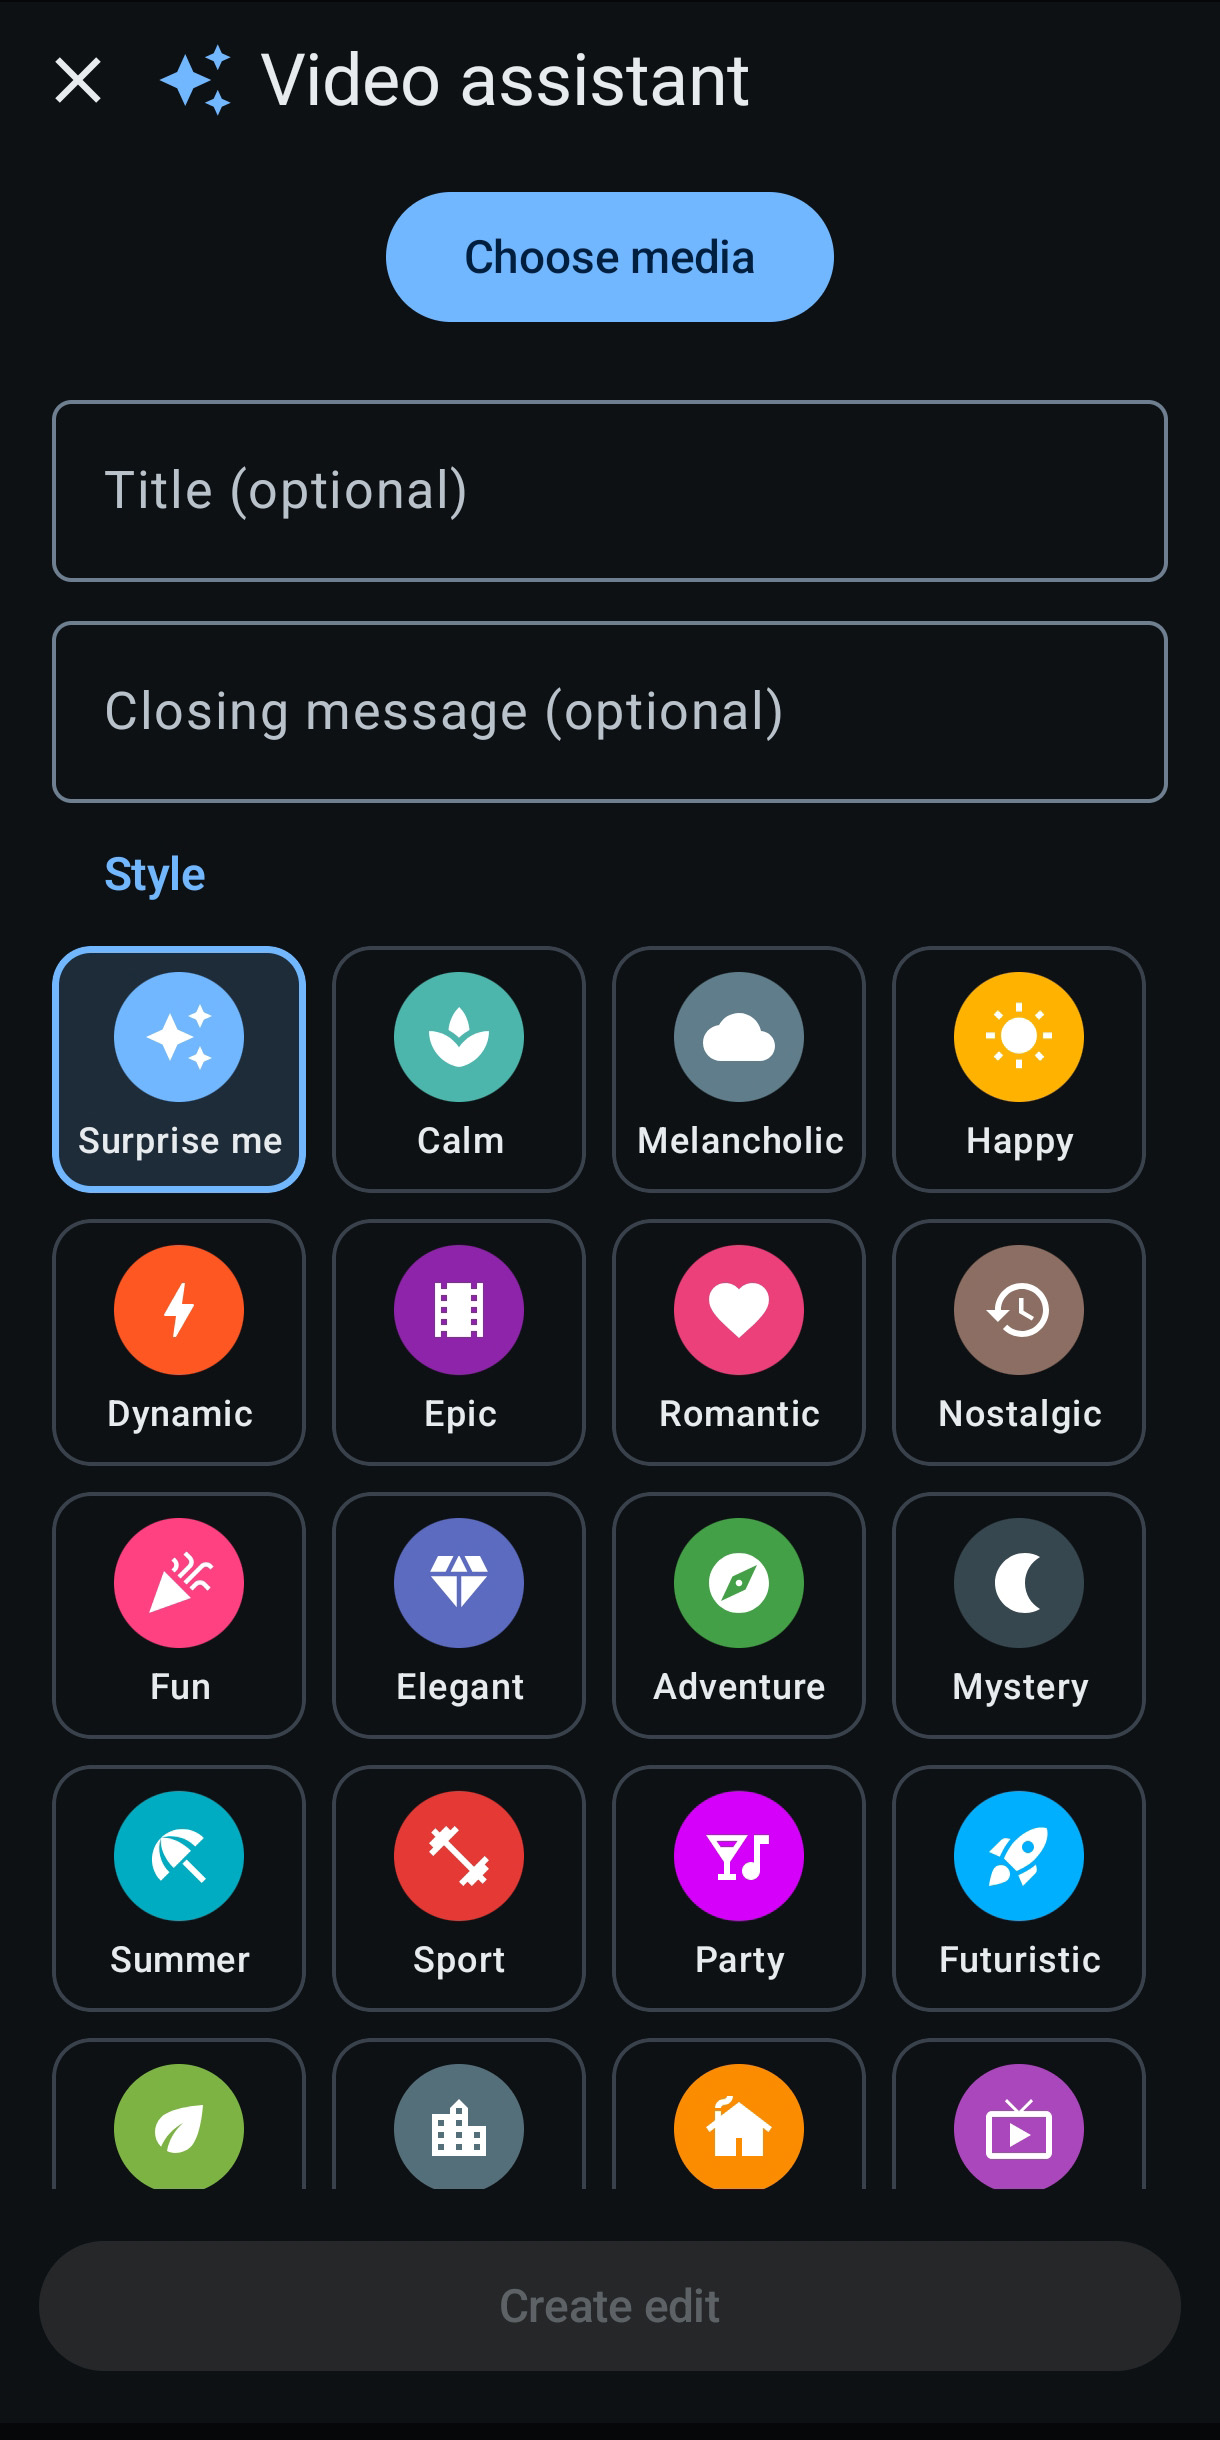 Video assistant
Choose media
Title (optional)
Closing message (optional)
Style
Surprise me
Calm
Melancholic
Happy
Dynamic
Epic
Romantic
Nostalgic
Fun
Elegant
Adventure
Mystery
Summer
Sport
Party
Futuristic
Create edit